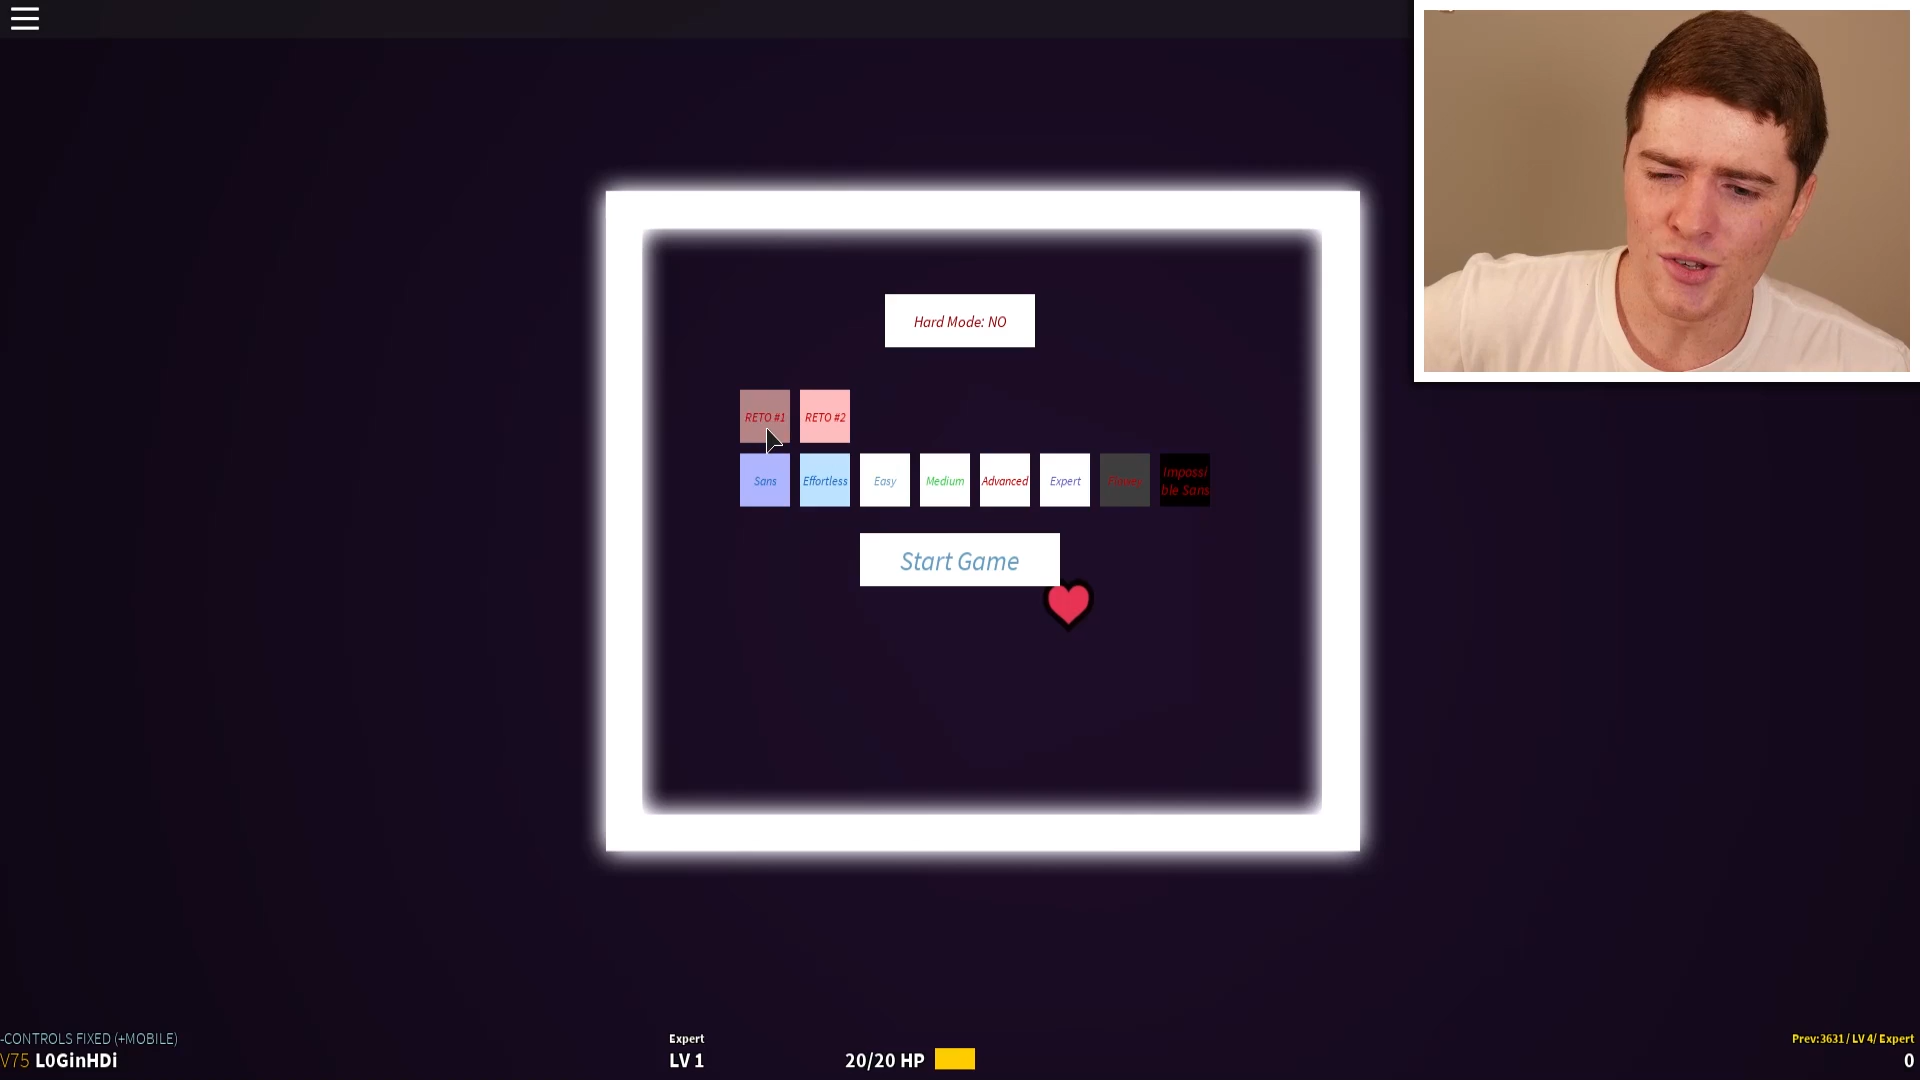 Hard Mode: NO
RETO #1 RETO #2
Sans Effortless Easy Medium Advanced Expert Impossi
ble Sans
Start Game
-CONTROLS FIXED (+MOBILE)
V75 L0GinHDi
Expert
LV 1
20/20 HP
Prev:3631 / LV 4/ Expert
0